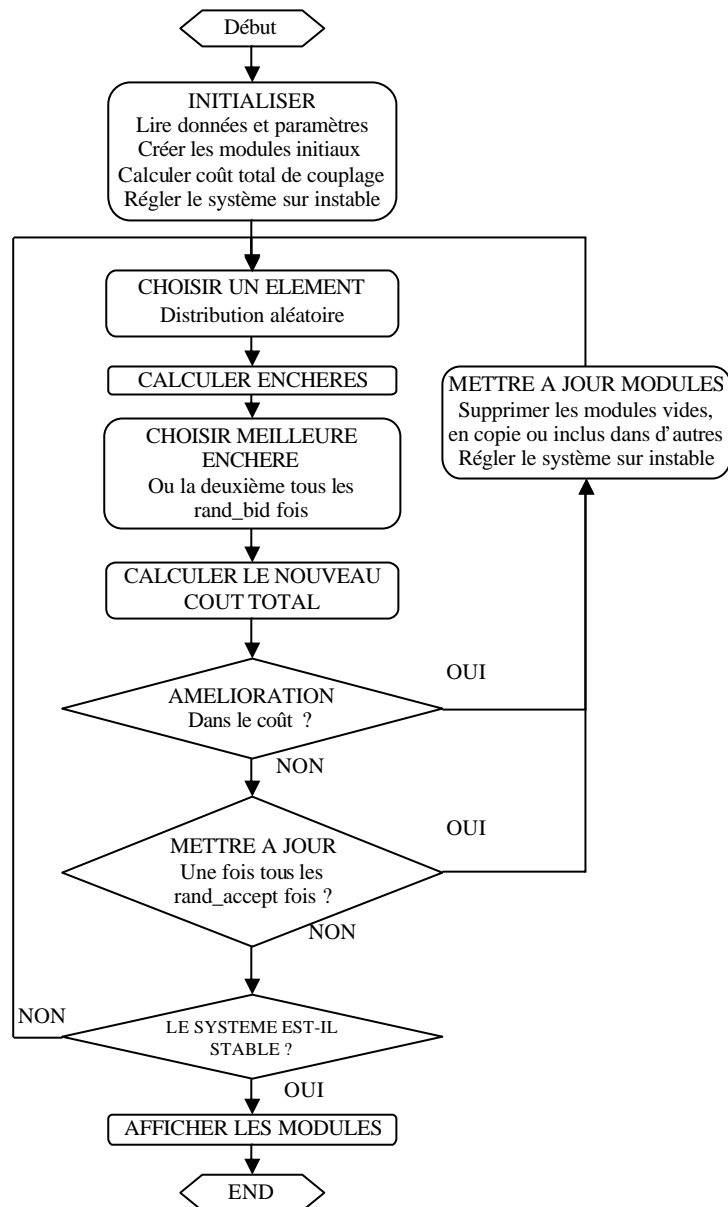 Début
INITIALISER
Lire données et paramètres
Créer les modules initiaux
Calculer coût total de couplage
Régler le système sur instable
CHOISIR UN ELEMENT
Distribution aléatoire
CALCULER ENCHERES
METTRE A JOUR MODULES
Supprimer les modules vides,
en copie ou inclus dans d'autres
Régler le système sur instable
CHOISIR MEILLEURE
ENCHERE
Ou la deuxième tous les
rand_bid fois
CALCULER LE NOUVEAU
COUT TOTAL
OUI
AMELIORATION
Dans le coût ?
NON
OUI
METTRE A JOUR
Une fois tous les
rand_accept fois ?
NON
NON
LE SYSTEME EST-IL
STABLE ?
OUI
AFFICHER LES MODULES
END